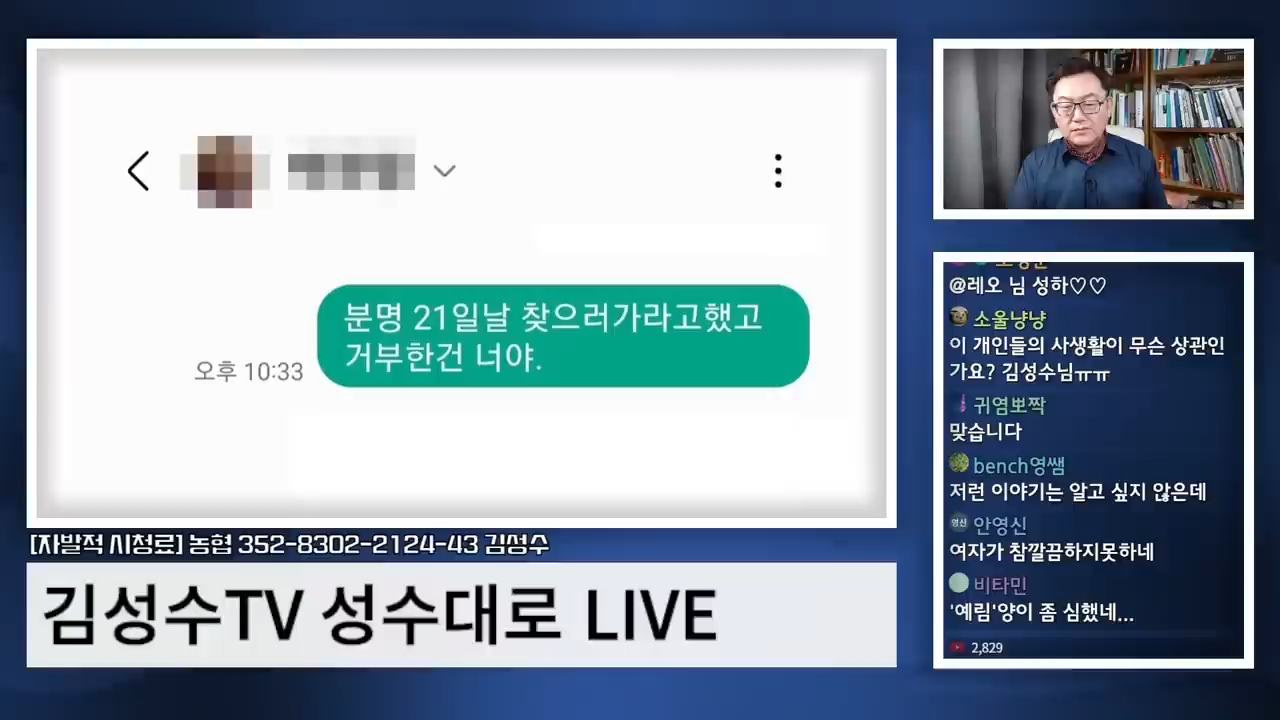 분명 21일날 찾으러가라고했고
거부한건 너야.
오후 10:33
[자발적 시청료] 농협 352-8302-2124-43 김성수
김성수TV 성수대로 LIVE
@레오 님 성하♡♡
소울냥냥
이 개인들의 사생활이 무슨 상관인
가요? 김성수님ㅠㅠ
귀염뽀짝
맞습니다
bench영쌤
저런 이야기는 알고 싶지 않은데
영신 안영신
여자가 참깔끔하지못하네
비타민
'예림'양이 좀 심했네...
2,829